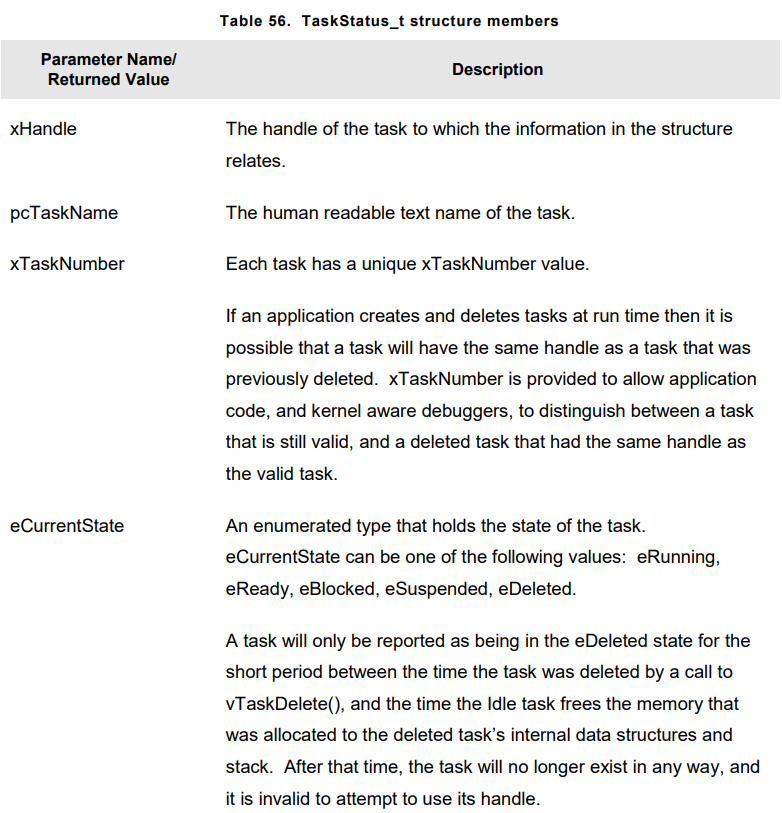 Table 56. TaskStatus_t structure members
Parameter Name/
Returned Value
Description
xHandle
The handle of the task to which the information in the structure
relates.
pcTaskName
The human readable text name of the task.
xTaskNumber
Each task has a unique xTaskNumber value.
If an application creates and deletes tasks at run time then it is
possible that a task will have the same handle as a task that was
previously deleted. xTaskNumber is provided to allow application
code, and kernel aware debuggers, to distinguish between a task
that is still valid, and a deleted task that had the same handle as
the valid task.
eCurrentState
An enumerated type that holds the state of the task.
eCurrentState can be one of the following values: eRunning,
eReady, eBlocked, eSuspended, eDeleted.
A task will only be reported as being in the eDeleted state for the
short period between the time the task was deleted by a call to
vTaskDelete(), and the time the Idle task frees the memory that
was allocated to the deleted task’s internal data structures and
stack. After that time, the task will no longer exist in any way, and
it is invalid to attempt to use its handle.